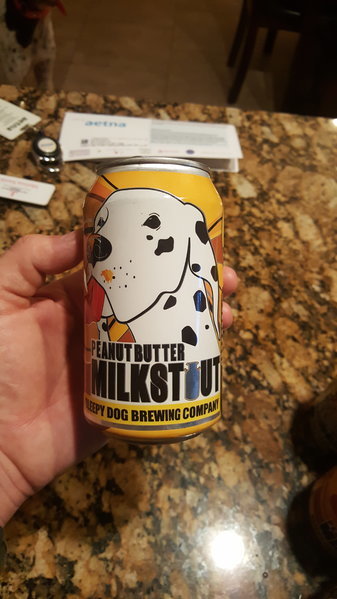 aetna
PEANUT BUTTER
MILKSTOUT
SLEEPY DOG BREWING COMPANY